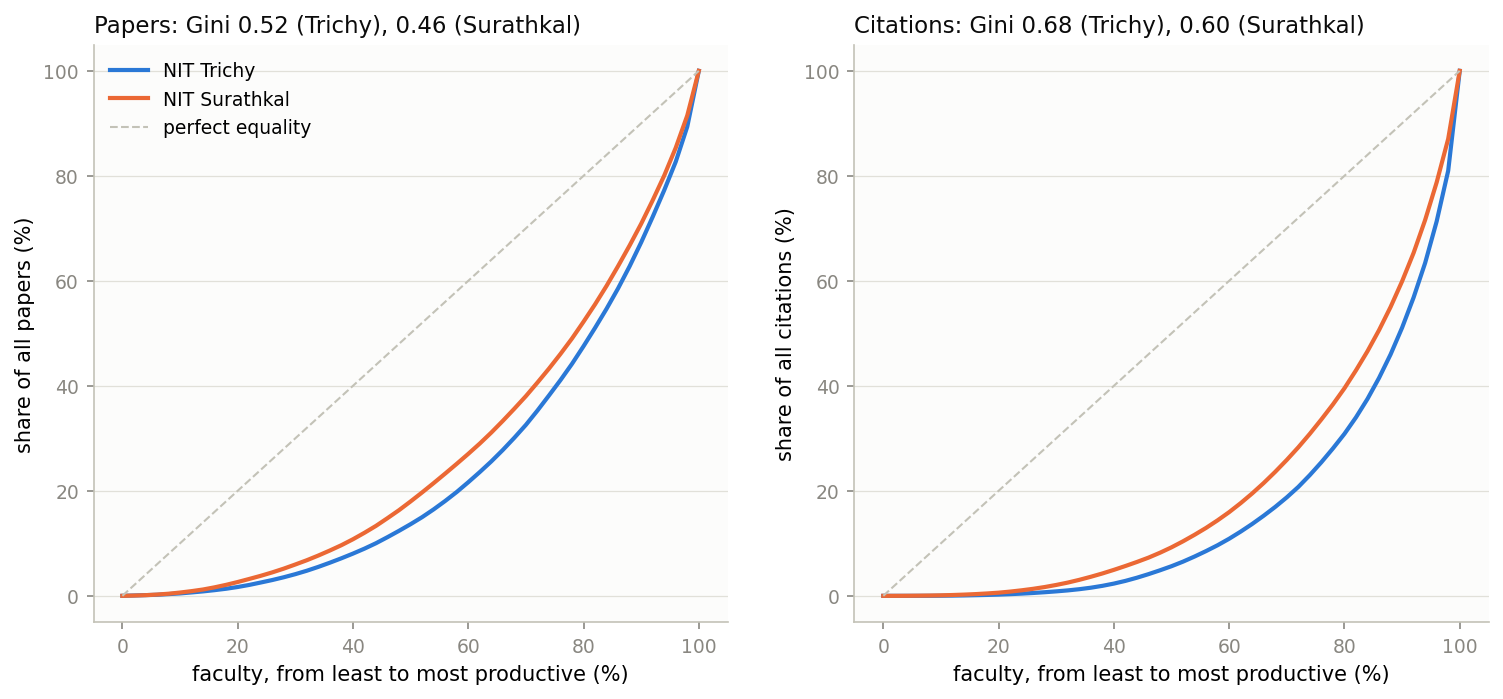 Papers: Gini 0.52 (Trichy), 0.46 (Surathkal)
NIT Trichy
NIT Surathkal
perfect equality
100
80
60
40
20
0
share of all papers (%)
0 20 40 60 80 100
faculty, from least to most productive (%)
Citations: Gini 0.68 (Trichy), 0.60 (Surathkal)
100
80
60
40
20
0
share of all citations (%)
0 20 40 60 80 100
faculty, from least to most productive (%)